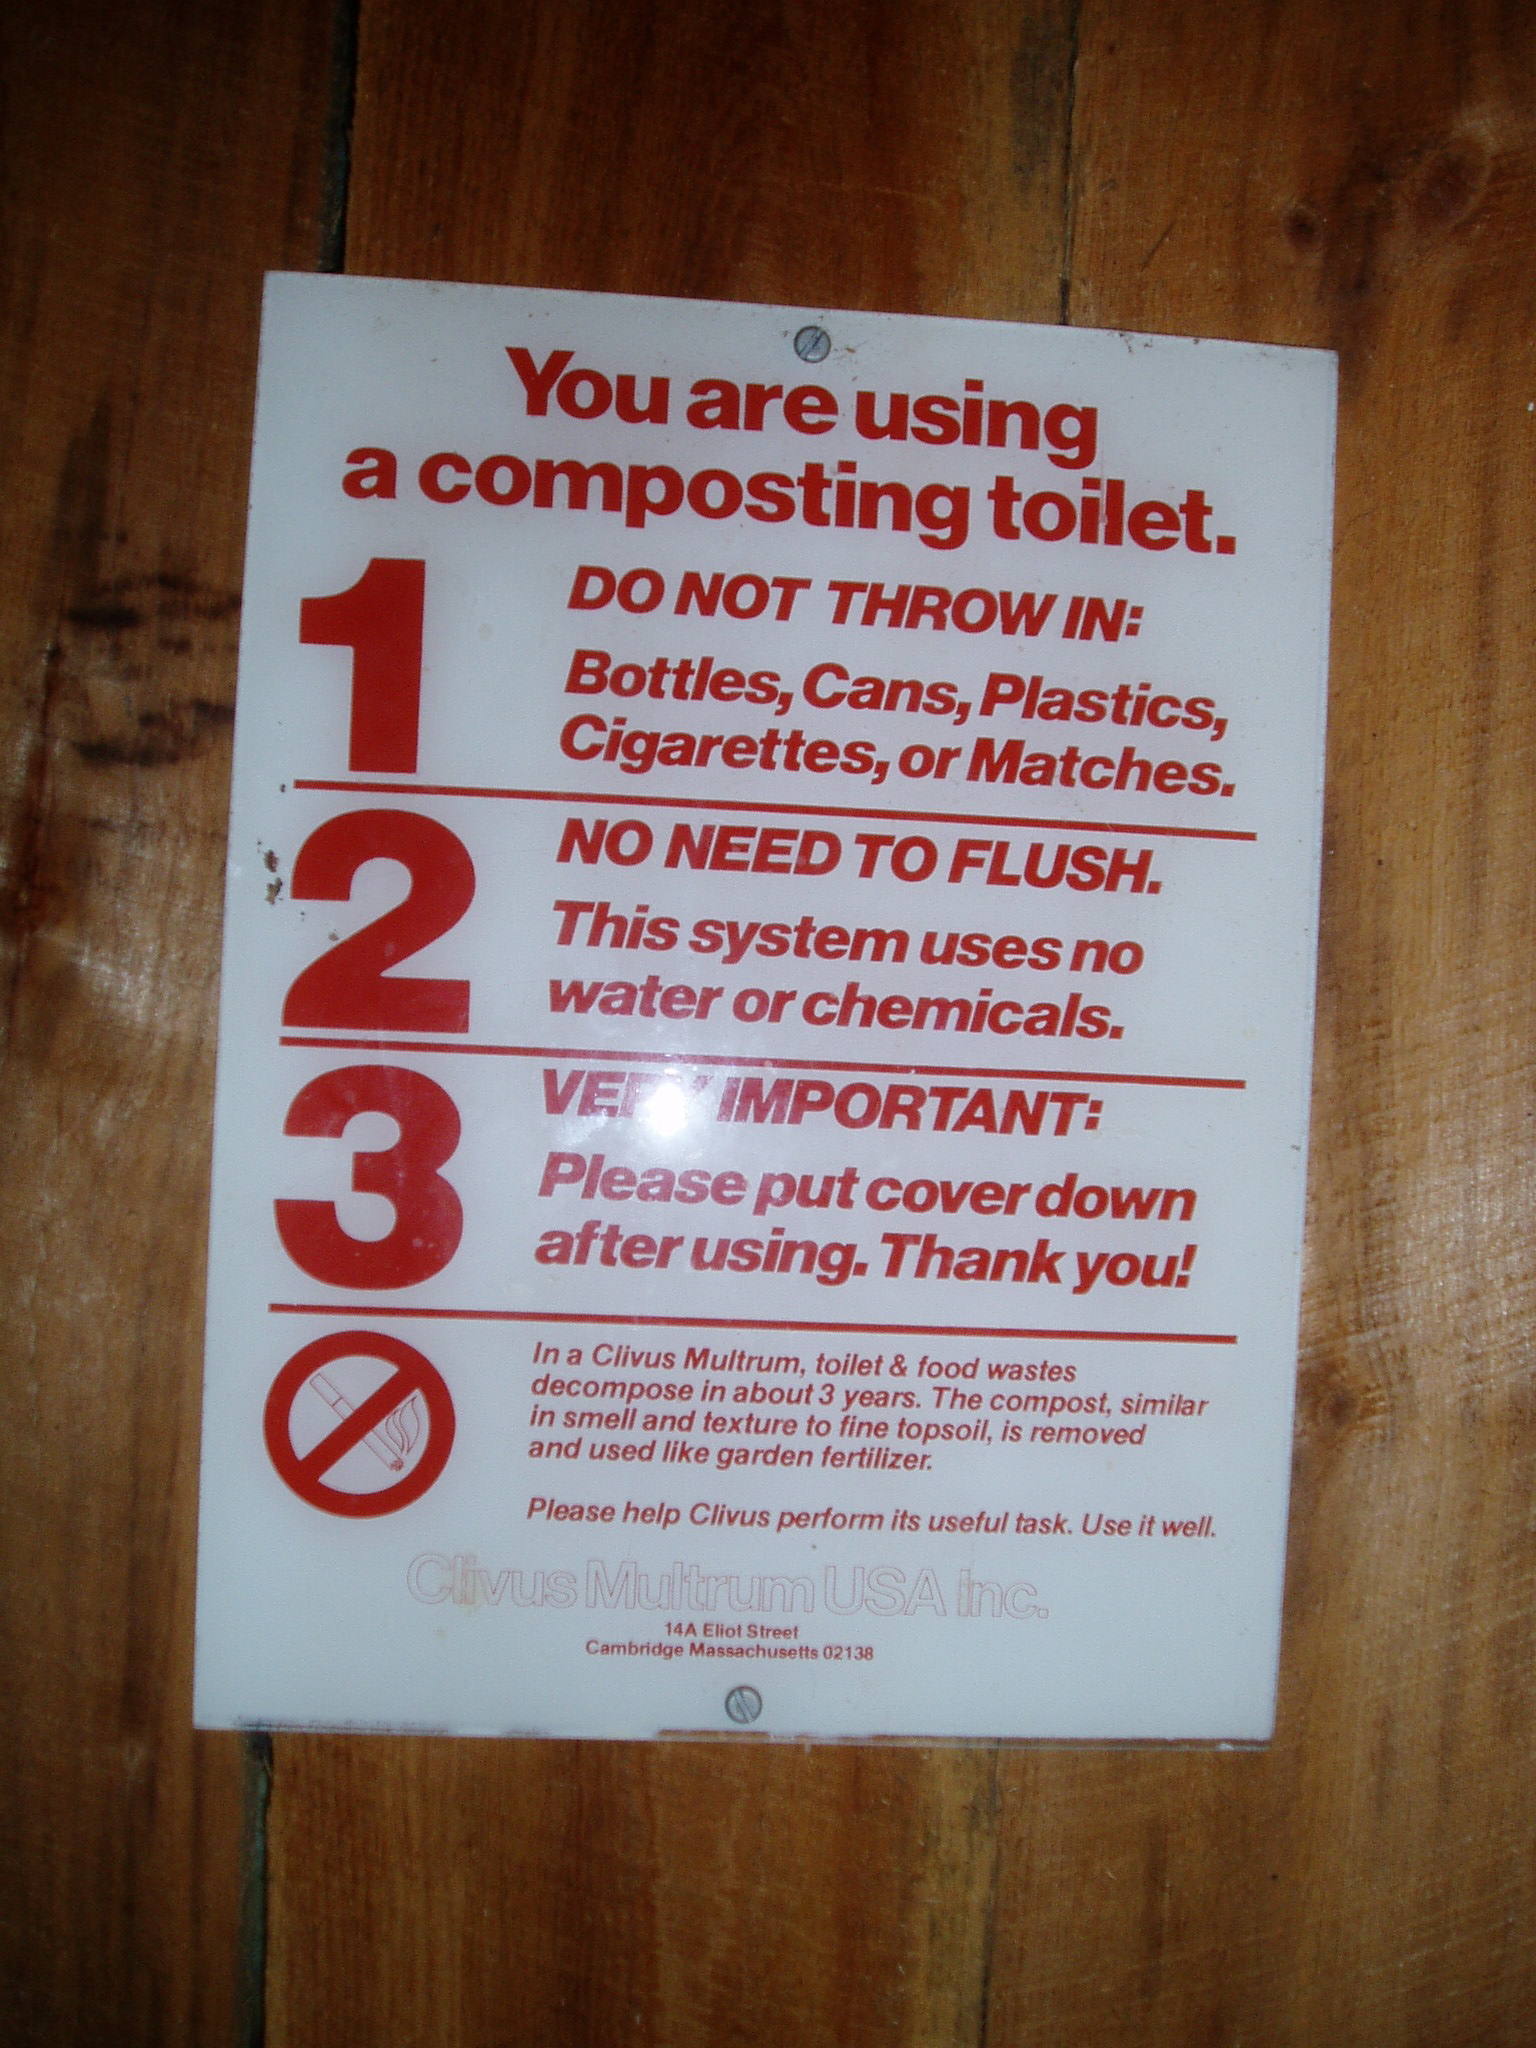 You are using
a composting toilet.
1
DO NOT THROW IN:
Bottles, Cans, Plastics,
Cigarettes, or Matches.
2
NO NEED TO FLUSH.
This system uses no
water or chemicals.
3
VERY IMPORTANT:
Please put cover down
after using. Thank you!
In a Clivus Multrum, toilet & food wastes
decompose in about 3 years. The compost, similar
in smell and texture to fine topsoil, is removed
and used like garden fertilizer.
Please help Clivus perform its useful task. Use it well.
Clivus Multrum USA Inc.
14A Eliot Street
Cambridge Massachusetts 02138